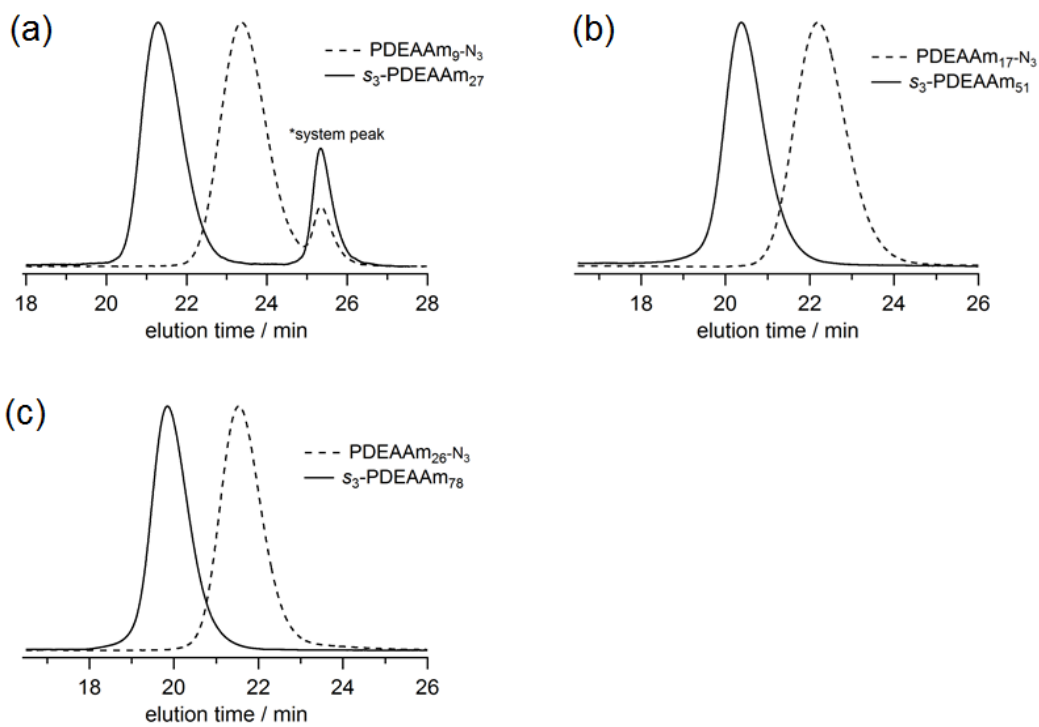 (a)
PDEAAm9-N3
s3-PDEAAm27
*system peak
18 20 22 24 26 28
elution time / min
(b)
PDEAAm17-N3
s3-PDEAAm51
18 20 22 24 26
elution time / min
(c)
PDEAAm26-N3
s3-PDEAAm78
18 20 22 24 26
elution time / min